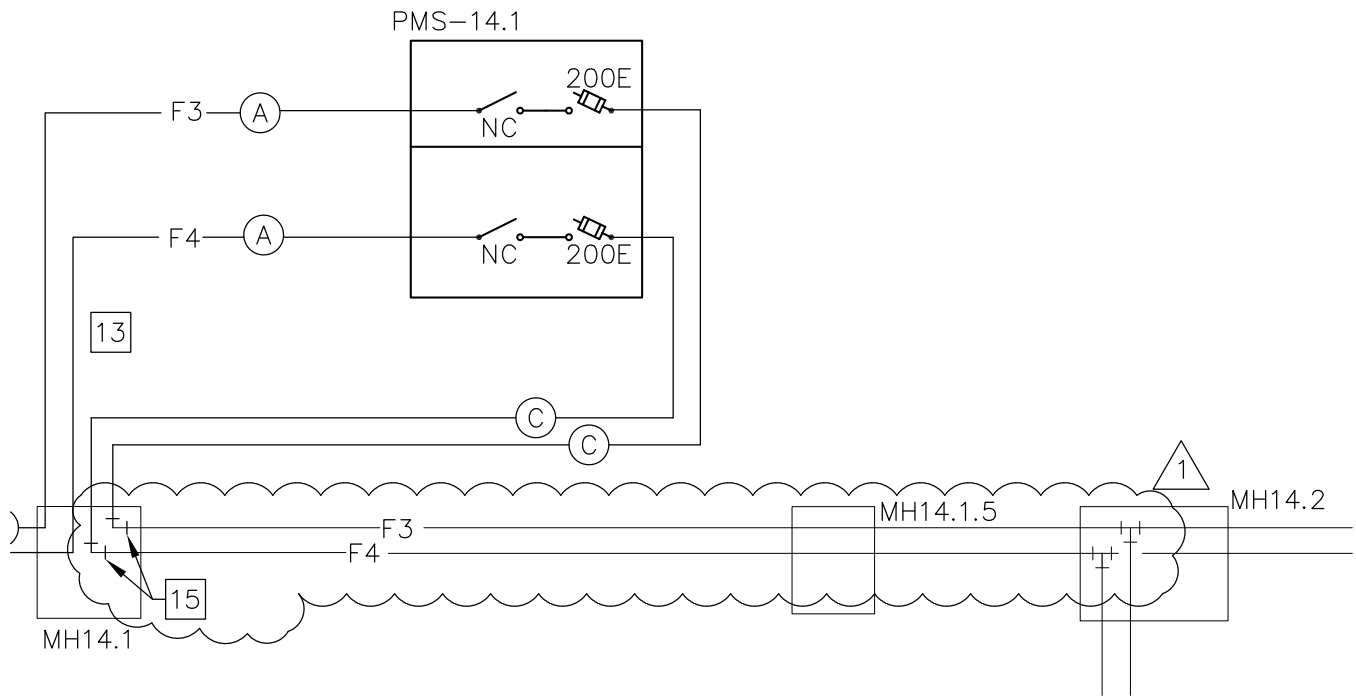 PMS-14.1
200E
F3
A
NC
F4
A
NC
200E
13
C
C
1
MH14.2
MH14.1.5
F3
F4
15
MH14.1